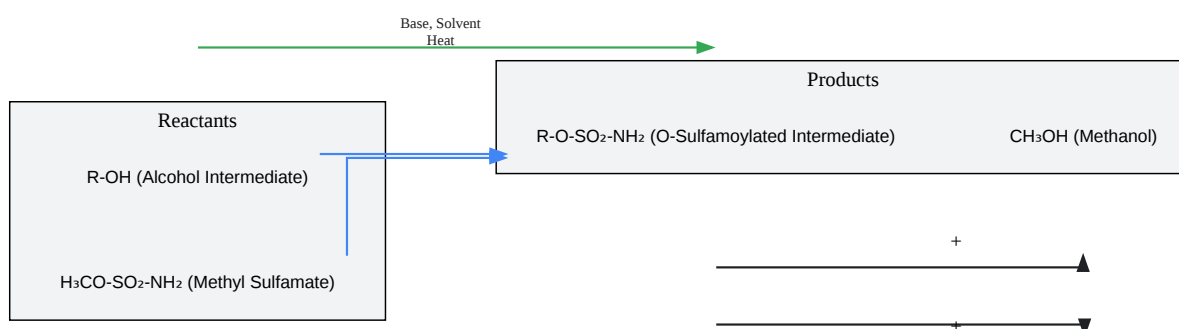 Base, Solvent
Heat
Products
Reactants
R-O-SO₂-NH₂ (O-Sulfamoylated Intermediate)
CH₃OH (Methanol)
R-OH (Alcohol Intermediate)
+
H₃CO-SO₂-NH₂ (Methyl Sulfamate)
+